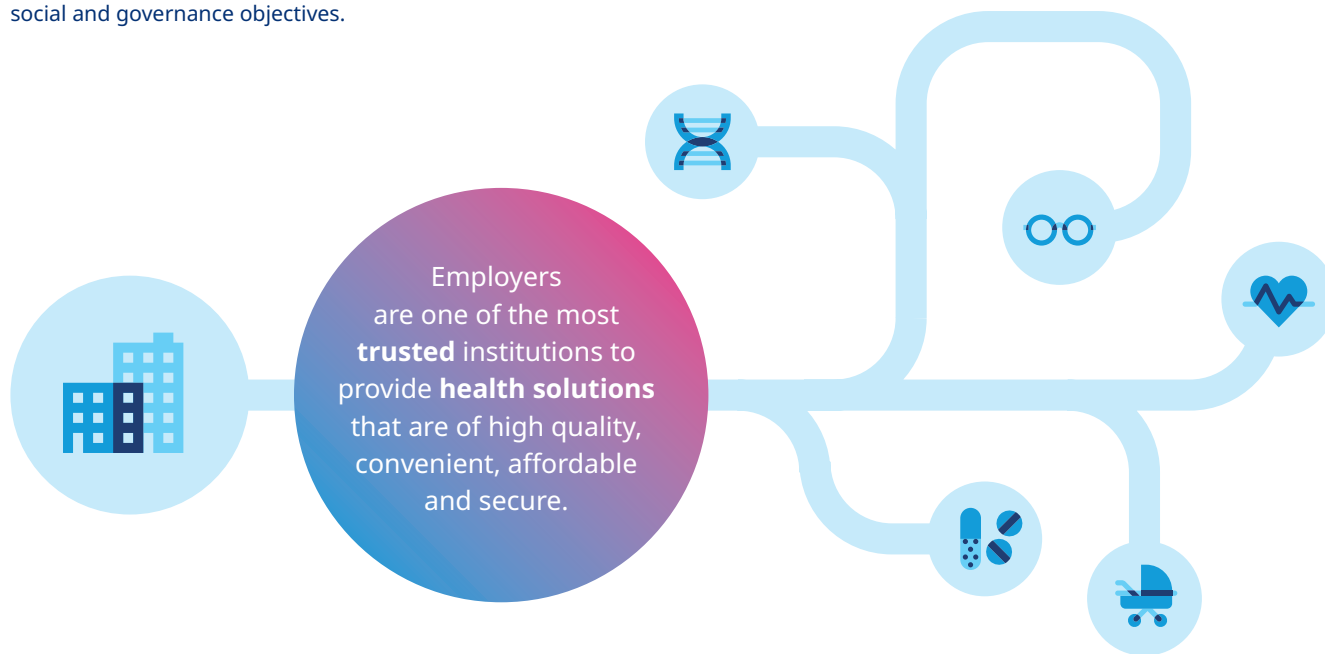 social and governance objectives.
Employers
are one of the most
trusted institutions to
provide health solutions
that are of high quality,
convenient, affordable
and secure.